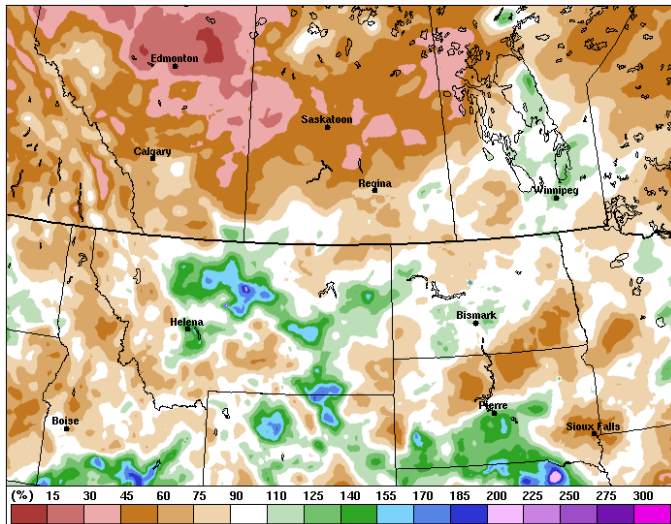 Edmonton
Saskatoon
Calgary
Regina
Winnipeg
Helena
Bismark
Pierre
Boise
Sioux Falls
(%) 15 30 45 60 75 90 110 125 140 155 170 185 200 225 250 275 300